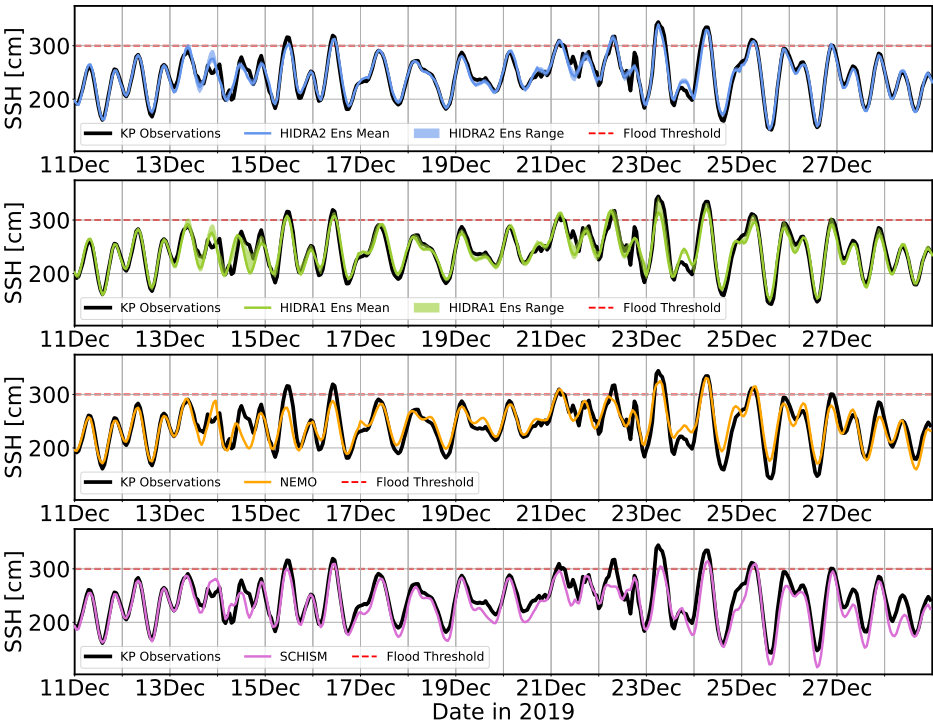 SSH [cm]
300
200
KP Observations HIDRA2 Ens Mean HIDRA2 Ens Range Flood Threshold
11Dec 13Dec 15Dec 17Dec 19Dec 21Dec 23Dec 25Dec 27Dec
SSH [cm]
300
200
KP Observations HIDRA1 Ens Mean HIDRA1 Ens Range Flood Threshold
11Dec 13Dec 15Dec 17Dec 19Dec 21Dec 23Dec 25Dec 27Dec
SSH [cm]
300
200
KP Observations NEMO Flood Threshold
11Dec 13Dec 15Dec 17Dec 19Dec 21Dec 23Dec 25Dec 27Dec
SSH [cm]
300
200
KP Observations SCHISM Flood Threshold
11Dec 13Dec 15Dec 17Dec 19Dec 21Dec 23Dec 25Dec 27Dec
Date in 2019